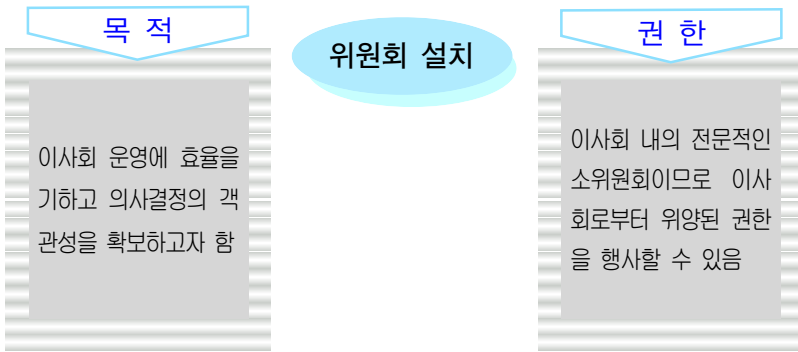 목 적
이사회 운영에 효율을
기하고 의사결정의 객
관성을 확보하고자 함
위원회 설치
권 한
이사회 내의 전문적인
소위원회이므로 이사
회로부터 위양된 권한
을 행사할 수 있음